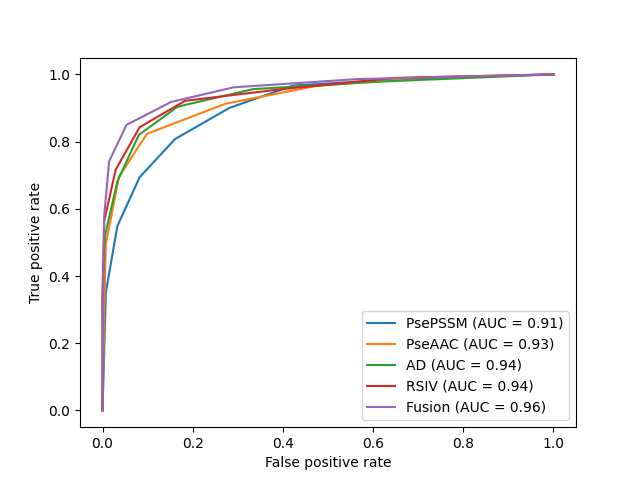 1.0
0.8
0.6
0.4
0.2
0.0
True positive rate
PsePSSM (AUC = 0.91)
PseAAC (AUC = 0.93)
AD (AUC = 0.94)
RSIV (AUC = 0.94)
Fusion (AUC = 0.96)
0.0 0.2 0.4 0.6 0.8 1.0
False positive rate